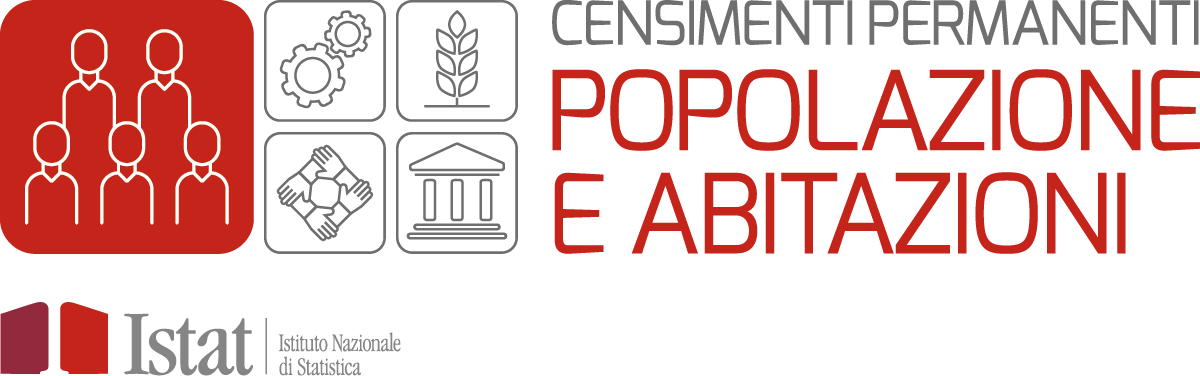 CENSIMENTI PERMANENTI
POPOLAZIONE
E ABITAZIONI
Istat
Istituto Nazionale
di Statistica